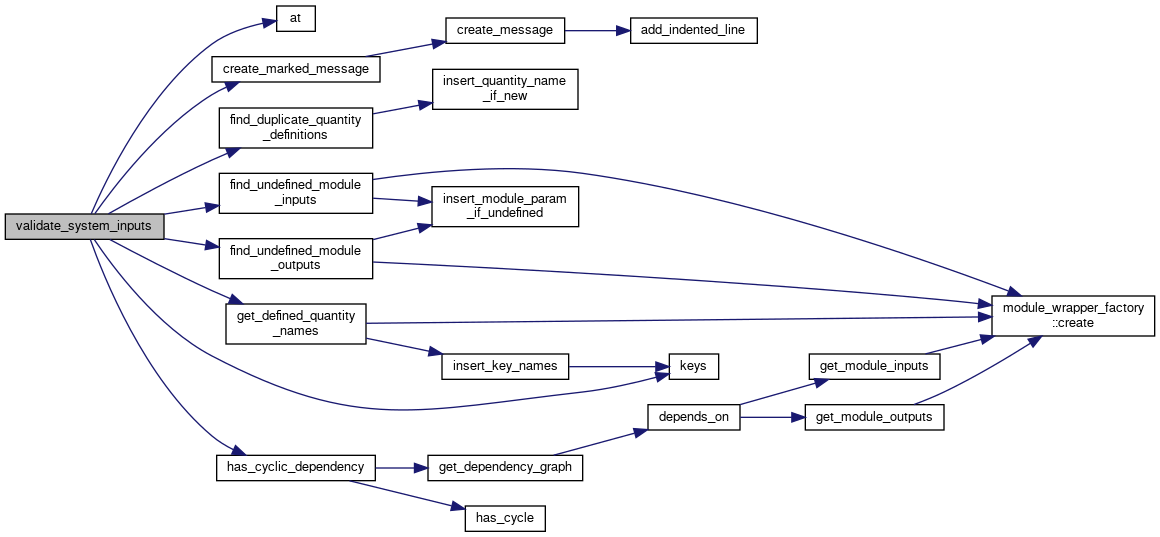 at
create_message
add_indented_line
create_marked_message
insert_quantity_name
_if_new
find_duplicate_quantity
_definitions
find_undefined_module
_inputs
insert_module_param
_if_undefined
validate_system_inputs
find_undefined_module
_outputs
get_defined_quantity
_names
module_wrapper_factory
::create
insert_key_names
keys
get_module_inputs
depends_on
get_module_outputs
has_cyclic_dependency
get_dependency_graph
has_cycle